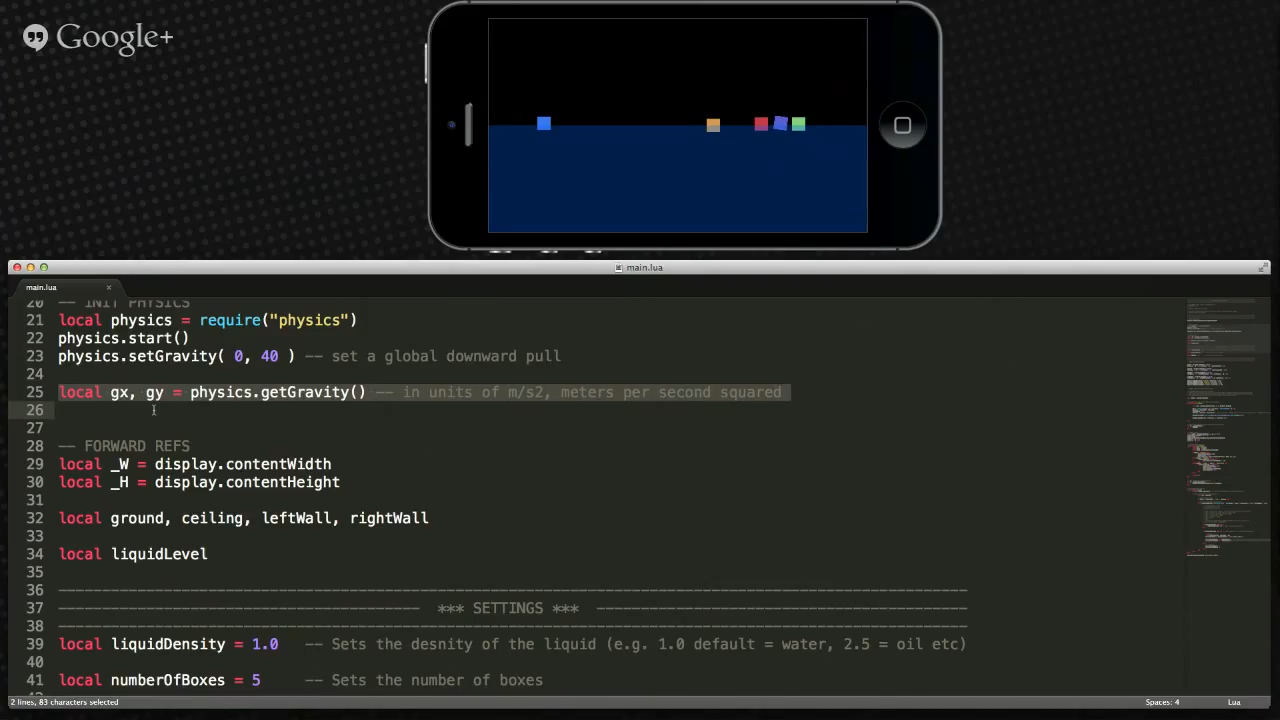 Google+
main.lua
main.lua
20 -- INIT PHYSICS
21 local physics = require("physics")
22 physics.start()
23 physics.setGravity( 0, 40 ) -- set a global downward pull
24
25 local gx, gy = physics.getGravity() -- in units of m/s2, meters per second squared
26
27
28 -- FORWARD REFS
29 local _W = display.contentWidth
30 local _H = display.contentHeight
31
32 local ground, ceiling, leftWall, rightWall
33
34 local liquidLevel
35
36 --------------------------------------------------------------------------------
37 ----------------------------------------- *** SETTINGS *** ------------------------------------------
38 --------------------------------------------------------------------------------
39 local liquidDensity = 1.0 -- Sets the desnity of the liquid (e.g. 1.0 default = water, 2.5 = oil etc)
40
41 local numberOfBoxes = 5 -- Sets the number of boxes
2 lines, 83 characters selected
Spaces: 4
Lua